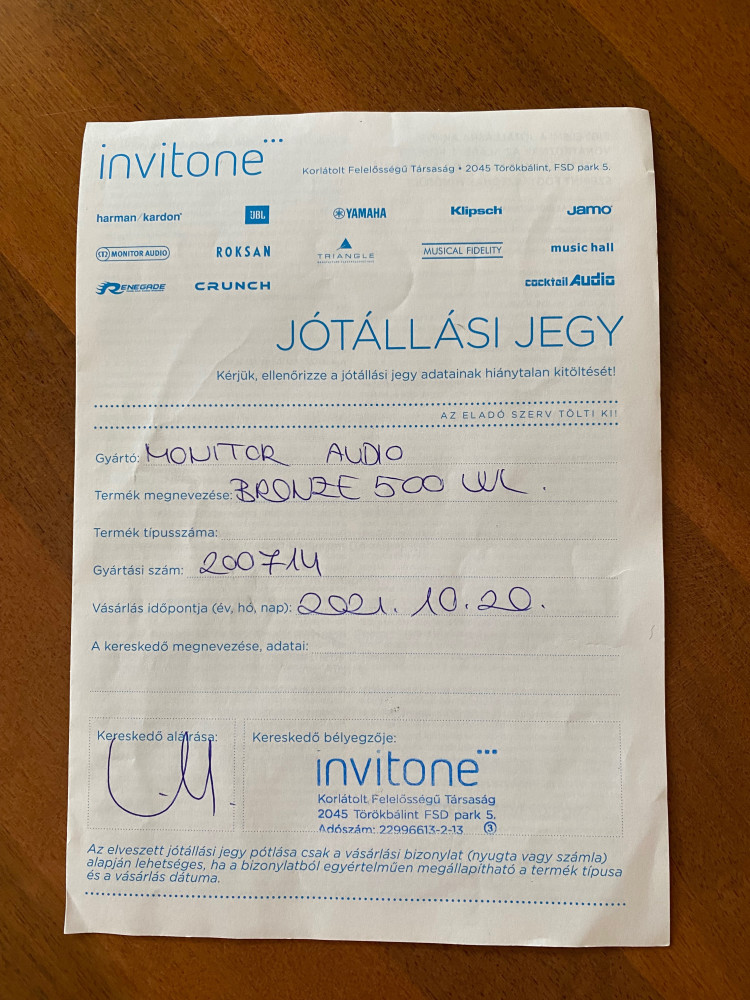 invitone
Korlátolt Felelősségű Társaság • 2045 Törökbálint, FSD park 5.
harman/kardon JBL YAMAHA Klipsch Jamo
MONITOR AUDIO ROKSAN TRIANGLE MUSICAL FIDELITY music hall
RENEGADE CRUNCH cocktail Audio
JÓTÁLLÁSI JEGY
Kérjük, ellenőrizze a jótállási jegy adatainak hiánytalan kitöltését!
AZ ELADÓ SZERV TÖLTI KI!
Gyártó: MONITOR AUDIO
Termék megnevezése: BRONZE 500
Termék típusszáma:
Gyártási szám: 200714
Vásárlás időpontja (év, hó, nap): 2021. 10. 20.
A kereskedő megnevezése, adatai:
Kereskedő aláírása: Kereskedő bélyegzője:
invitone
Korlátolt Felelősségű Társaság
2045 Törökbálint FSD park 5.
Adószám: 22996613-2-13 3
Az elveszett jótállási jegy pótlása csak a vásárlási bizonylat (nyugta vagy számla)
alapján lehetséges, ha a bizonylatból egyértelműen megállapítható a termék típusa
és a vásárlás dátuma.